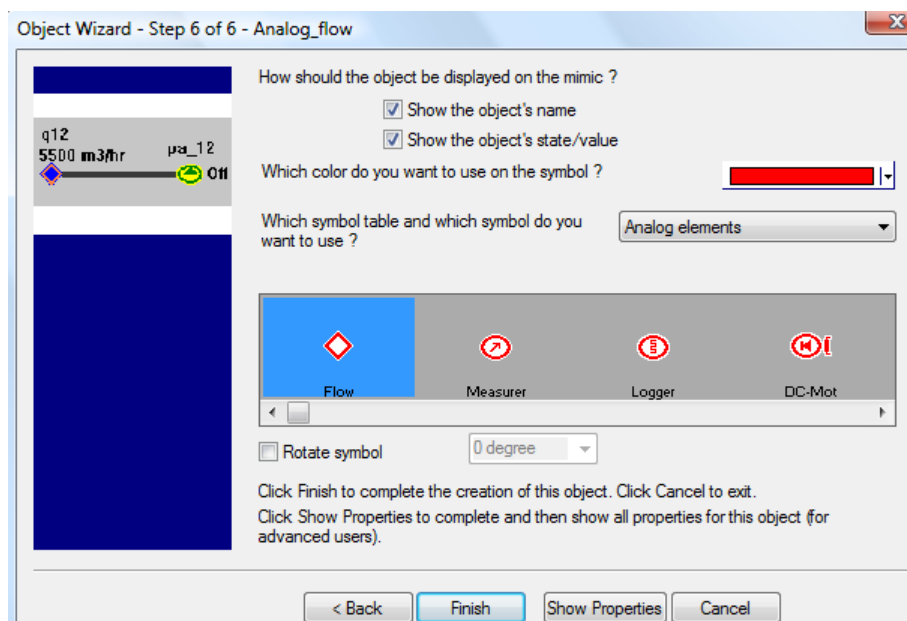 Object Wizard - Step 6 of 6 - Analog_flow
How should the object be displayed on the mimic ?
Show the object's name
Show the object's state/value
q12
5500 m3/hr
pa_12
Off
Which color do you want to use on the symbol ?
Which symbol table and which symbol do you
want to use ?
Analog elements
Flow
Measurer
Logger
DC-Mot
Rotate symbol
0 degree
Click Finish to complete the creation of this object. Click Cancel to exit.
Click Show Properties to complete and then show all properties for this object (for
advanced users).
< Back
Finish
Show Properties
Cancel